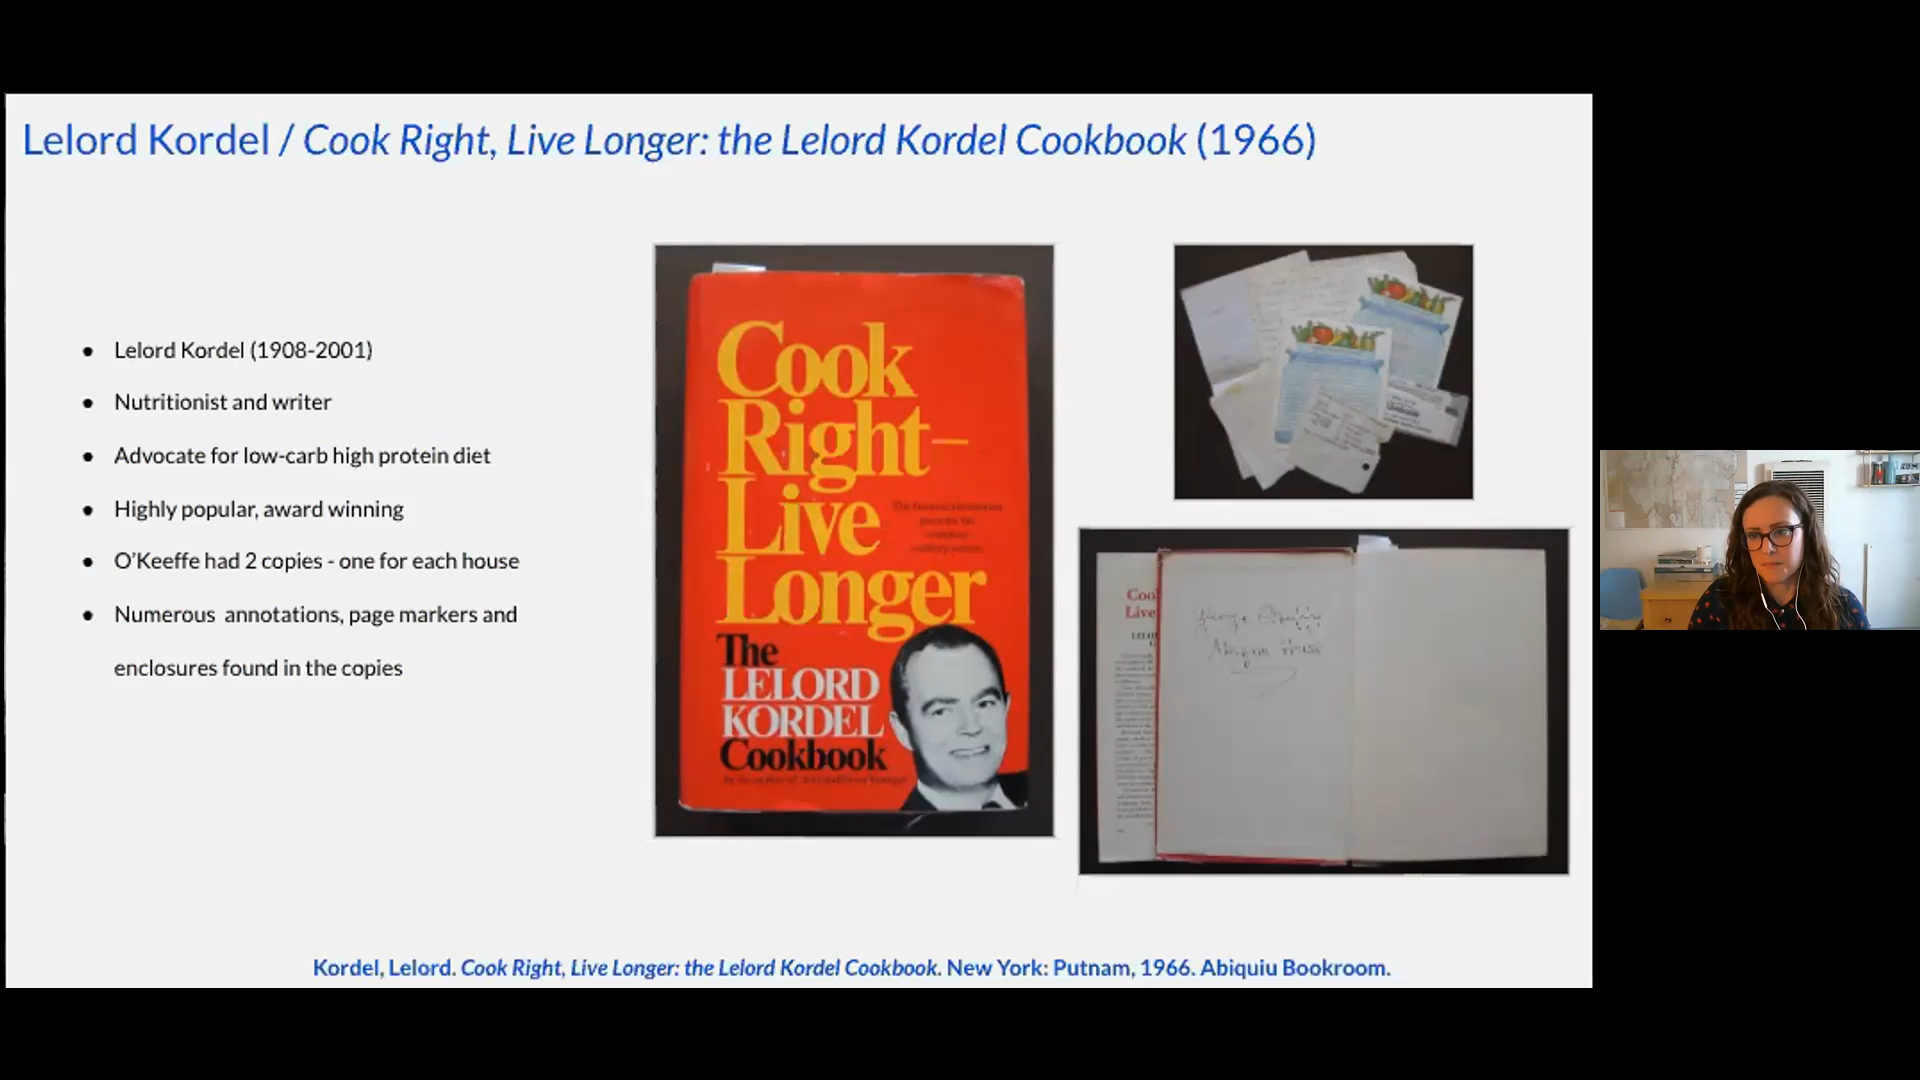 Lelord Kordel / Cook Right, Live Longer: the Lelord Kordel Cookbook (1966)
● Lelord Kordel (1908-2001)
● Nutritionist and writer
● Advocate for low-carb high protein diet
● Highly popular, award winning
● O'Keeffe had 2 copies - one for each house
● Numerous annotations, page markers and
enclosures found in the copies
Cook
Right–
Live
Longer
The
LELORD
KORDEL
Cookbook
Coo
Live
Kordel, Lelord. Cook Right, Live Longer: the Lelord Kordel Cookbook. New York: Putnam, 1966. Abiquiu Bookroom.